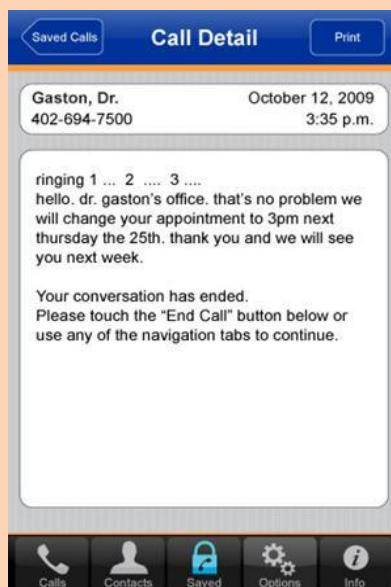 Saved Calls Call Detail Print
Gaston, Dr. October 12, 2009
402-694-7500 3:35 p.m.
ringing 1 ... 2 .... 3 ....
hello. dr. gaston's office. that's no problem we
will change your appointment to 3pm next
thursday the 25th. thank you and we will see
you next week.
Your conversation has ended.
Please touch the “End Call” button below or
use any of the navigation tabs to continue.
Calls Contacts Saved Options Info